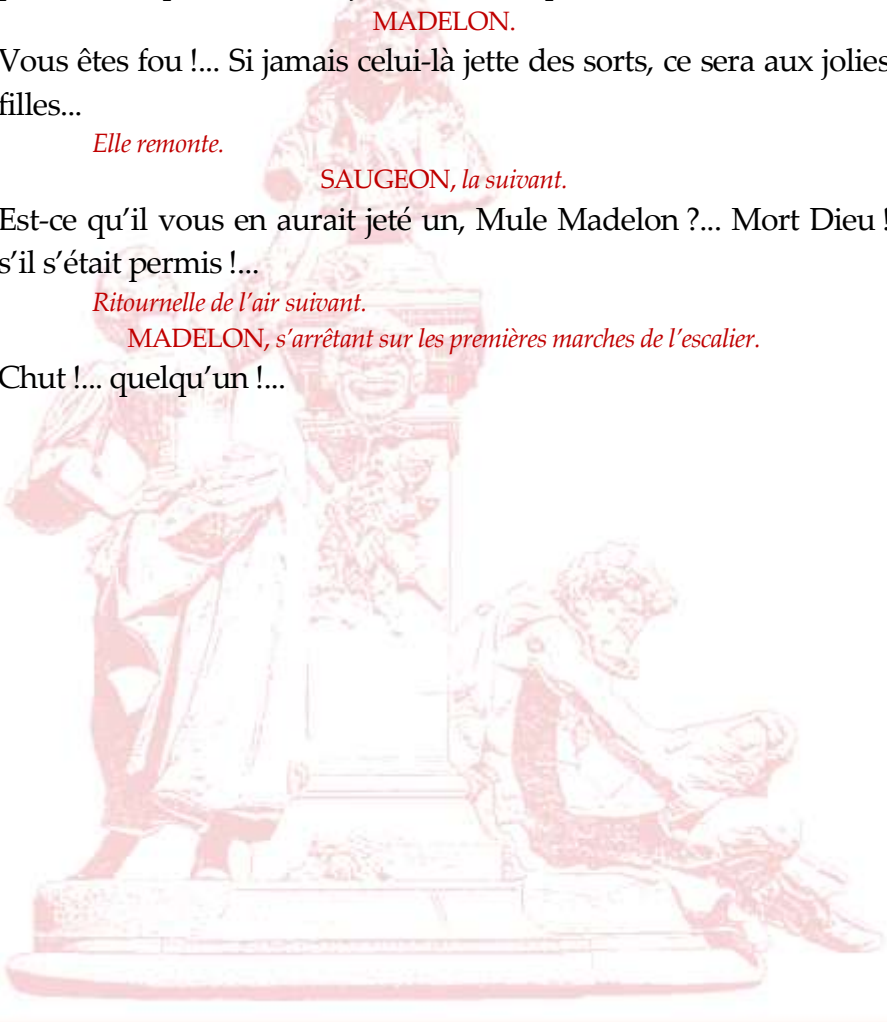 MADELON.
Vous êtes fou !... Si jamais celui-là jette des sorts, ce sera aux jolies
filles...
Elle remonte.
SAUGEON, la suivant.
Est-ce qu’il vous en aurait jeté un, Mule Madelon ?... Mort Dieu !
s’il s’était permis !...
Ritournelle de l’air suivant.
MADELON, s’arrêtant sur les premières marches de l’escalier.
Chut !... quelqu’un !...